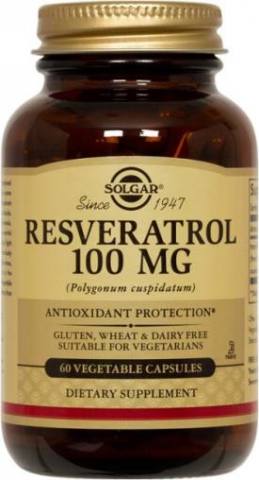 SOLGAR®
Since 1947
RESVERATROL
100 MG
(Polygonum cuspidatum)
ANTIOXIDANT PROTECTION*
GLUTEN, WHEAT & DAIRY FREE
SUITABLE FOR VEGETARIANS
60 VEGETABLE CAPSULES
DIETARY SUPPLEMENT